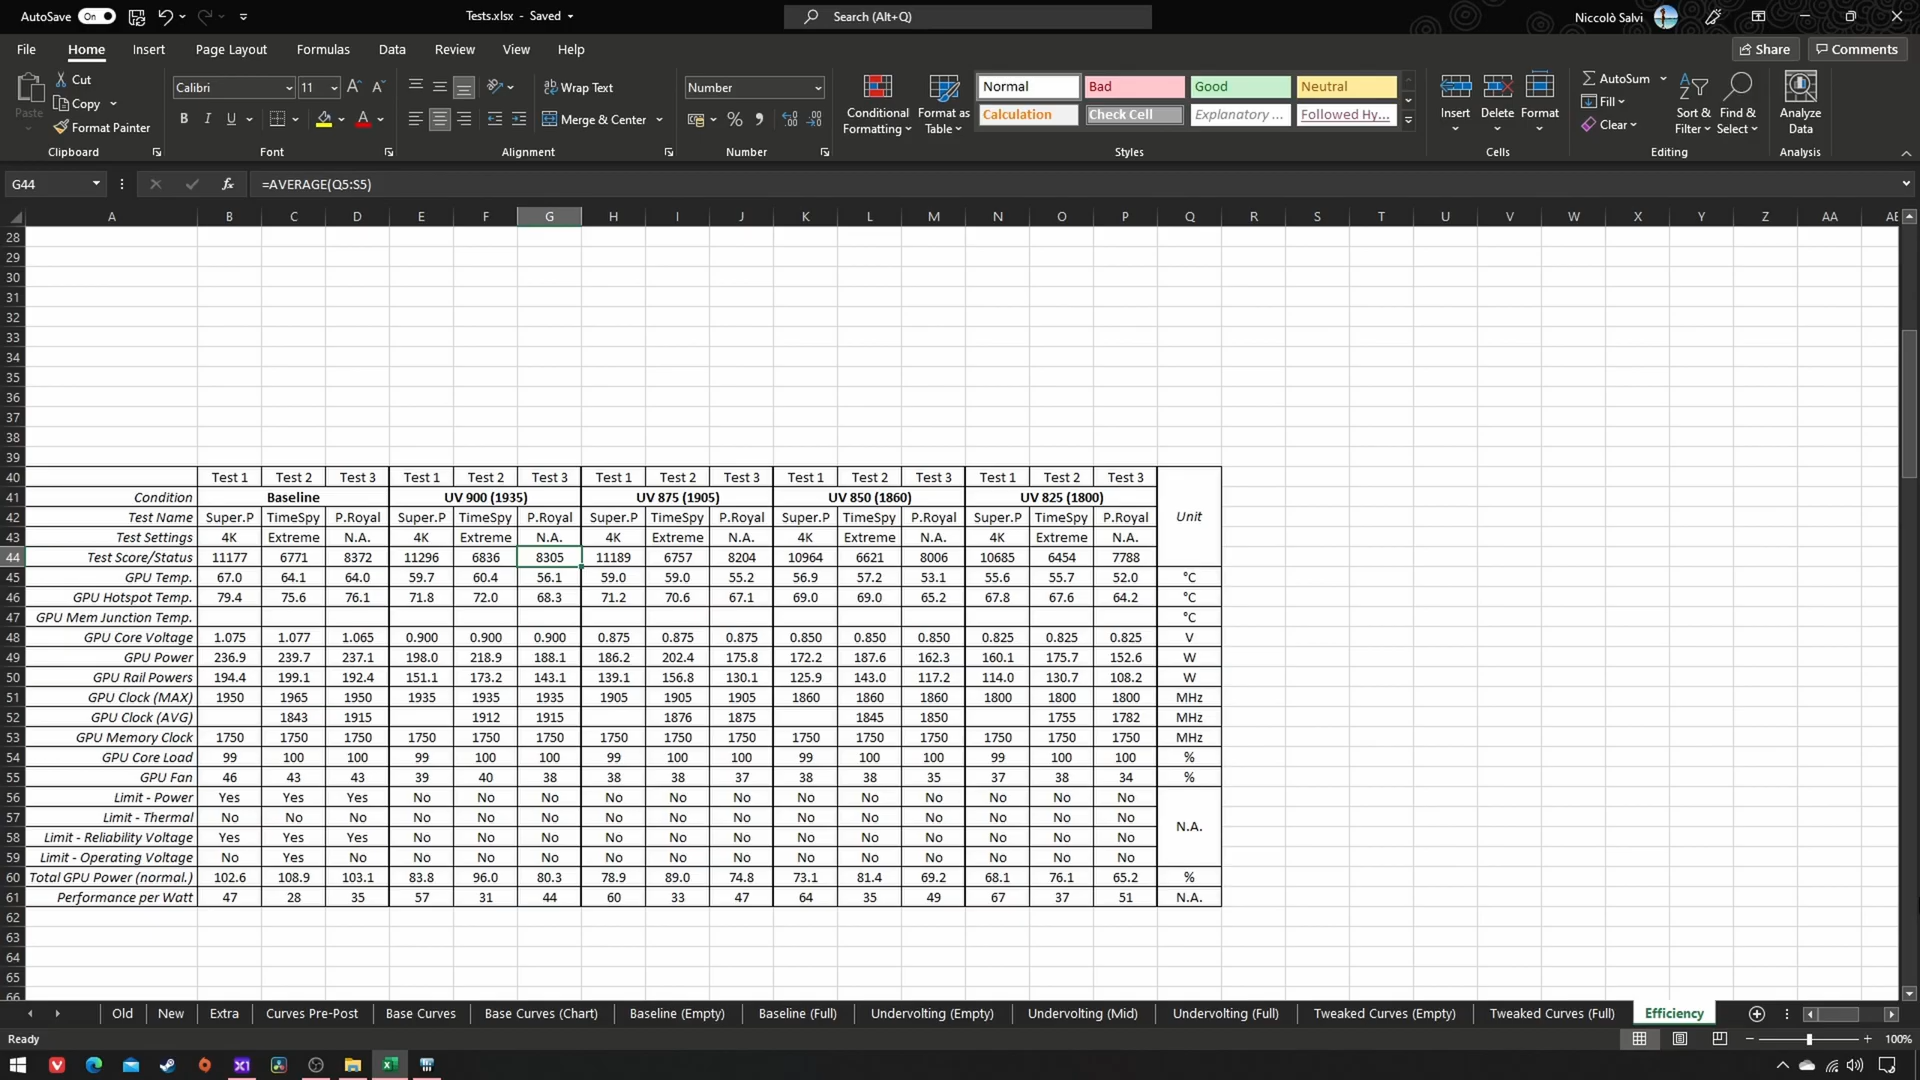 AutoSave On Tests.xlsx - Saved Search (Alt+Q) Niccolò Salvi
File Home Insert Page Layout Formulas Data Review View Help Share Comments
Paste Cut Copy Format Painter Clipboard
Calibri 11 A A B I U A Font
Wrap Text Merge & Center Alignment
Number % 9 Number
Conditional Formatting Format as Table Normal Bad Good Neutral Calculation Check Cell Explanatory ... Followed Hy... Styles
Insert Delete Format Cells
AutoSum Fill Clear Sort & Filter Find & Select Editing
Analyze Data Analysis
G44 fx =AVERAGE(Q5:S5)
A B C D E F G H I J K L M N O P Q R S T U V W X Y Z AA AE
28
29
30
31
32
33
34
35
36
37
38
39
40 Test 1 Test 2 Test 3 Test 1 Test 2 Test 3 Test 1 Test 2 Test 3 Test 1 Test 2 Test 3 Test 1 Test 2 Test 3
41 Condition Baseline UV 900 (1935) UV 875 (1905) UV 850 (1860) UV 825 (1800)
42 Test Name Super.P TimeSpy P.Royal Super.P TimeSpy P.Royal Super.P TimeSpy P.Royal Super.P TimeSpy P.Royal Super.P TimeSpy P.Royal Unit
43 Test Settings 4K Extreme N.A. 4K Extreme N.A. 4K Extreme N.A. 4K Extreme N.A. 4K Extreme N.A.
44 Test Score/Status 11177 6771 8372 11296 6836 8305 11189 6757 8204 10964 6621 8006 10685 6454 7788
45 GPU Temp. 67.0 64.1 64.0 59.7 60.4 56.1 59.0 59.0 55.2 56.9 57.2 53.1 55.6 55.7 52.0 °C
46 GPU Hotspot Temp. 79.4 75.6 76.1 71.8 72.0 68.3 71.2 70.6 67.1 69.0 69.0 65.2 67.8 67.6 64.2 °C
47 GPU Mem Junction Temp. °C
48 GPU Core Voltage 1.075 1.077 1.065 0.900 0.900 0.900 0.875 0.875 0.875 0.850 0.850 0.850 0.825 0.825 0.825 V
49 GPU Power 236.9 239.7 237.1 198.0 218.9 188.1 186.2 202.4 175.8 172.2 187.6 162.3 160.1 175.7 152.6 W
50 GPU Rail Powers 194.4 199.1 192.4 151.1 173.2 143.1 139.1 156.8 130.1 125.9 143.0 117.2 114.0 130.7 108.2 W
51 GPU Clock (MAX) 1950 1965 1950 1935 1935 1935 1905 1905 1905 1860 1860 1860 1800 1800 1800 MHz
52 GPU Clock (AVG) 1843 1915 1912 1915 1876 1875 1845 1850 1755 1782 MHz
53 GPU Memory Clock 1750 1750 1750 1750 1750 1750 1750 1750 1750 1750 1750 1750 1750 1750 1750 MHz
54 GPU Core Load 99 100 100 99 100 100 99 100 100 99 100 100 99 100 100 %
55 GPU Fan 46 43 43 39 40 38 38 38 37 38 38 35 37 38 34 %
56 Limit - Power Yes Yes Yes No No No No No No No No No No No No
57 Limit - Thermal No No No No No No No No No No No No No No No
58 Limit - Reliability Voltage Yes Yes Yes No No No No No No No No No No No No N.A.
59 Limit - Operating Voltage No Yes No No No No No No No No No No No No No
60 Total GPU Power (normal.) 102.6 108.9 103.1 83.8 96.0 80.3 78.9 89.0 74.8 73.1 81.4 69.2 68.1 76.1 65.2 %
61 Performance per Watt 47 28 35 57 31 44 60 33 47 64 35 49 67 37 51 N.A.
62
63
64
65
66
Old New Extra Curves Pre-Post Base Curves Base Curves (Chart) Baseline (Empty) Baseline (Full) Undervolting (Empty) Undervolting (Mid) Undervolting (Full) Tweaked Curves (Empty) Tweaked Curves (Full) Efficiency
Ready 100%